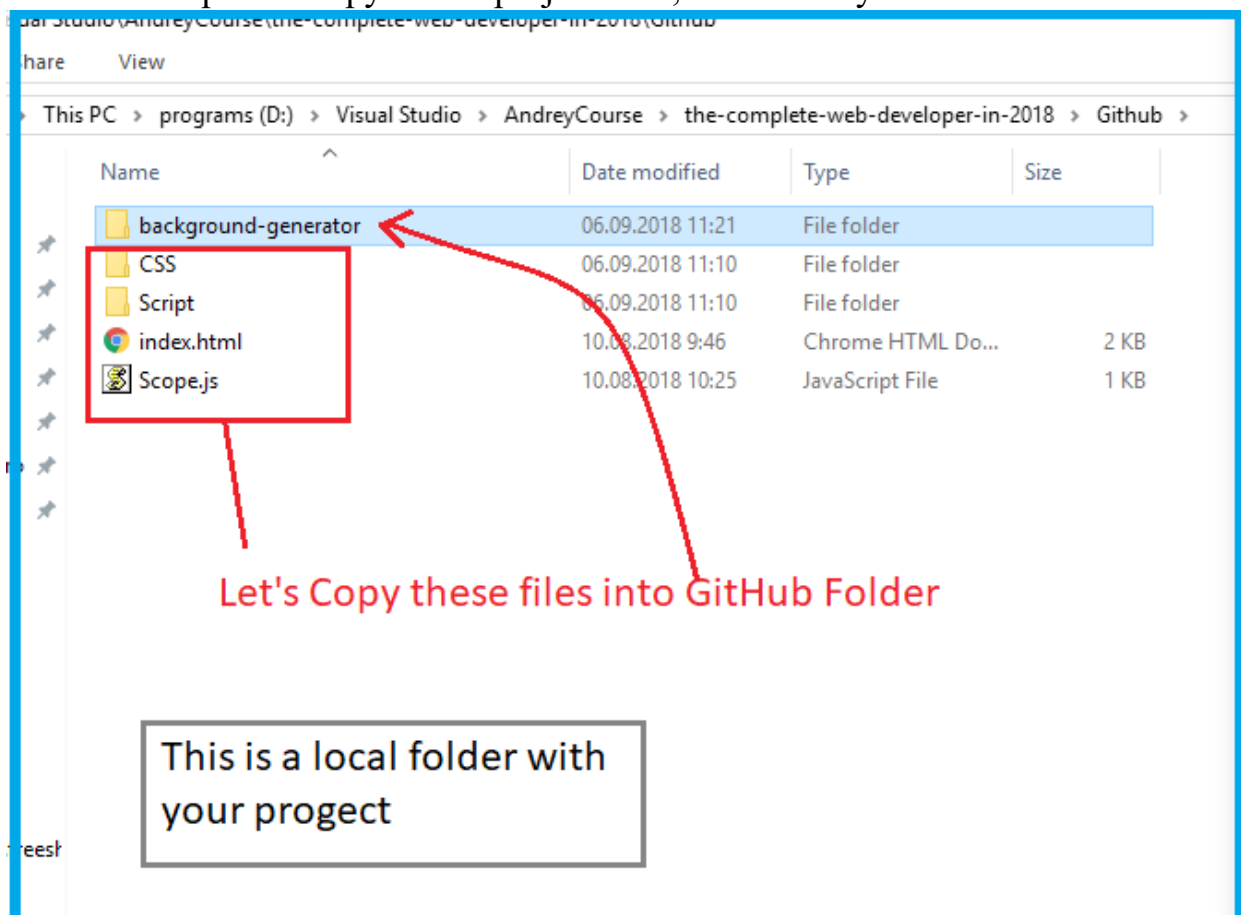 hare View
This PC > programs (D:) > Visual Studio > AndreyCourse > the-complete-web-developer-in-2018 > Github >
Name Date modified Type Size
background-generator 06.09.2018 11:21 File folder
CSS 06.09.2018 11:10 File folder
Script 06.09.2018 11:10 File folder
index.html 10.08.2018 9:46 Chrome HTML Do... 2 KB
Scope.js 10.08.2018 10:25 JavaScript File 1 KB
Let's Copy these files into GitHub Folder
This is a local folder with
your progect
reesh